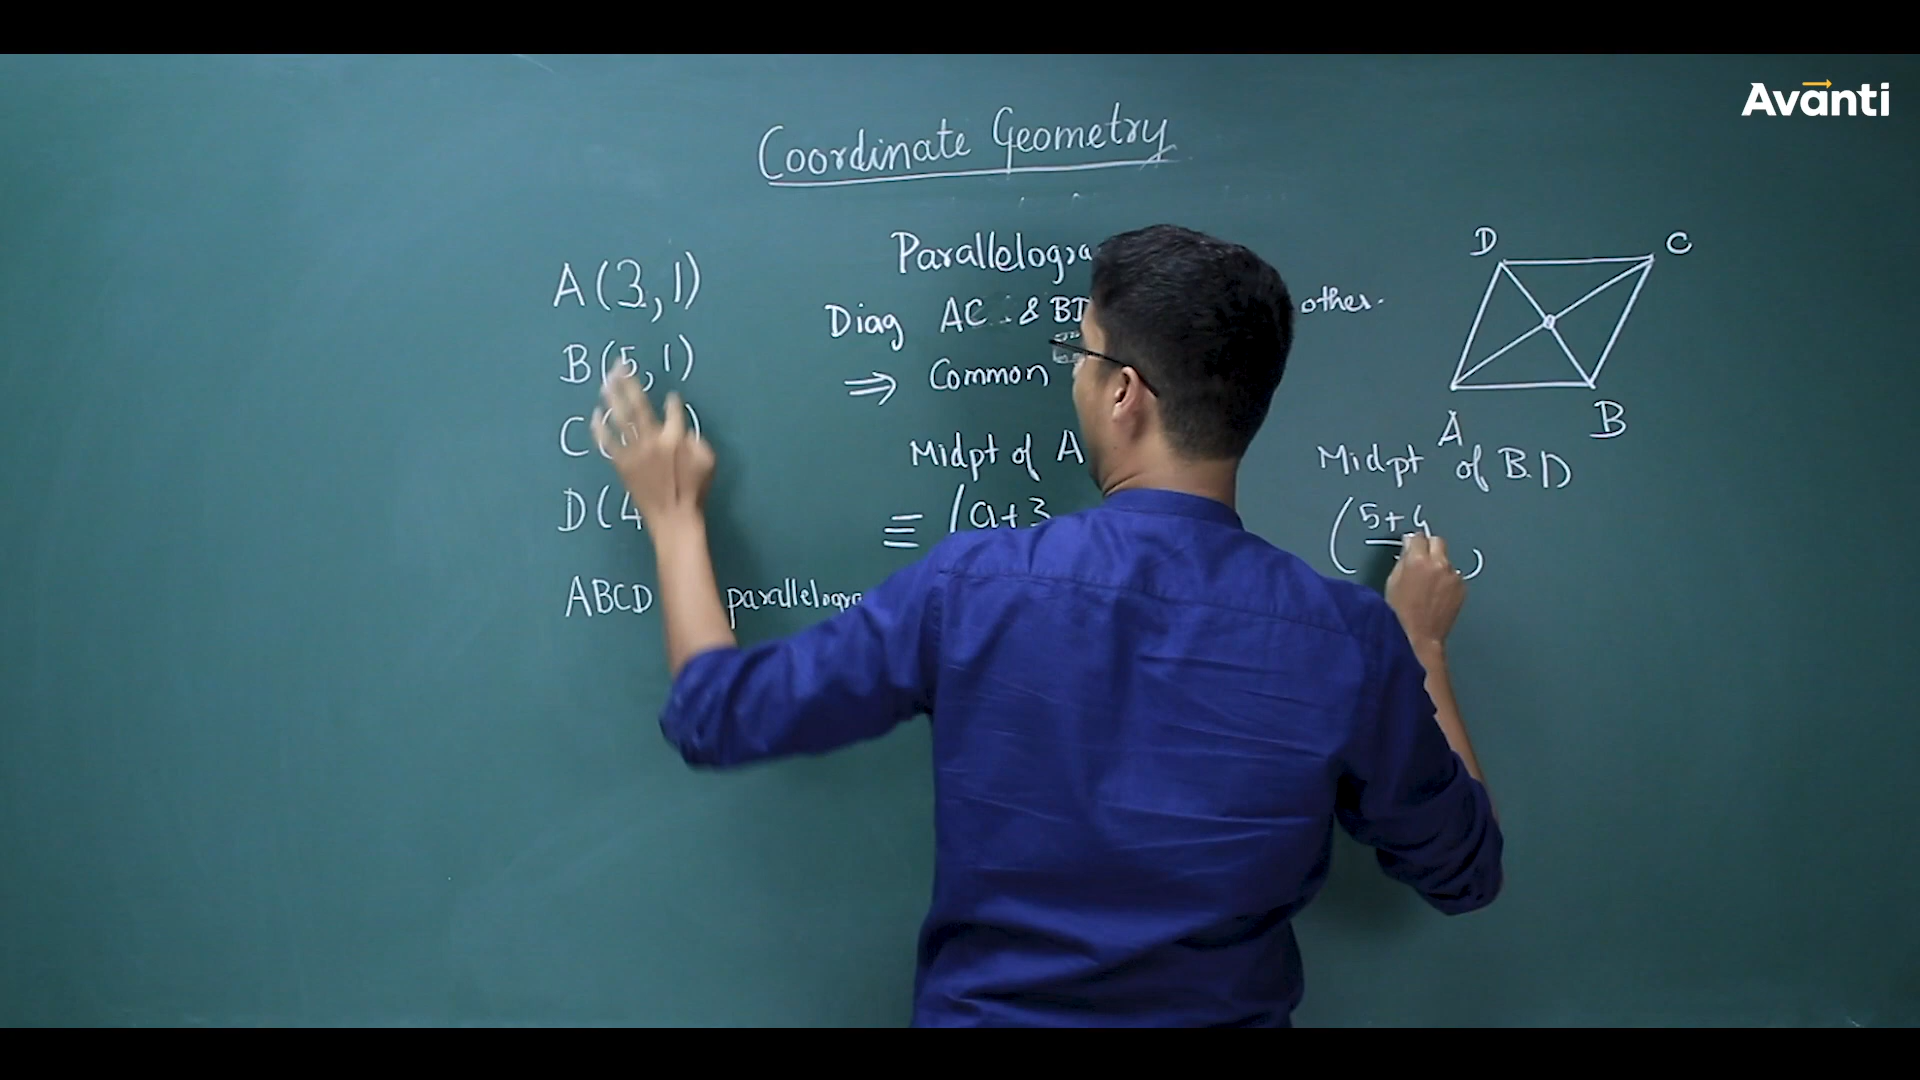 Avanti
Coordinate Geometry
A(3,1)
B(5,1)
C(
D(4
ABCD parallelogra
Parallelogra
Diag AC & BD other.
⇒ Common
Midpt of A
≡ (a+3
D C
A B
Midpt of BD
(5+4 )